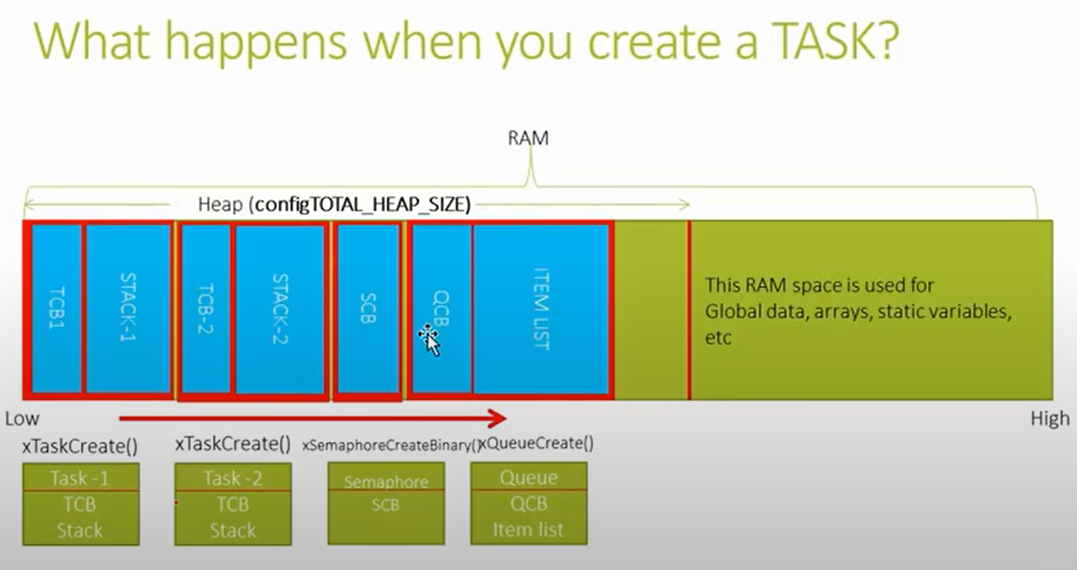 What happens when you create a TASK?
RAM
Heap (configTOTAL_HEAP_SIZE)
TCB1
STACK-1
TCB-2
STACK-2
SCB
QCB
ITEM LIST
This RAM space is used for
Global data, arrays, static variables,
etc
Low
High
xTaskCreate()
xTaskCreate()
xSemaphoreCreateBinary()
xQueueCreate()
Task -1
TCB
Stack
Task -2
TCB
Stack
Semaphore
SCB
Queue
QCB
Item list